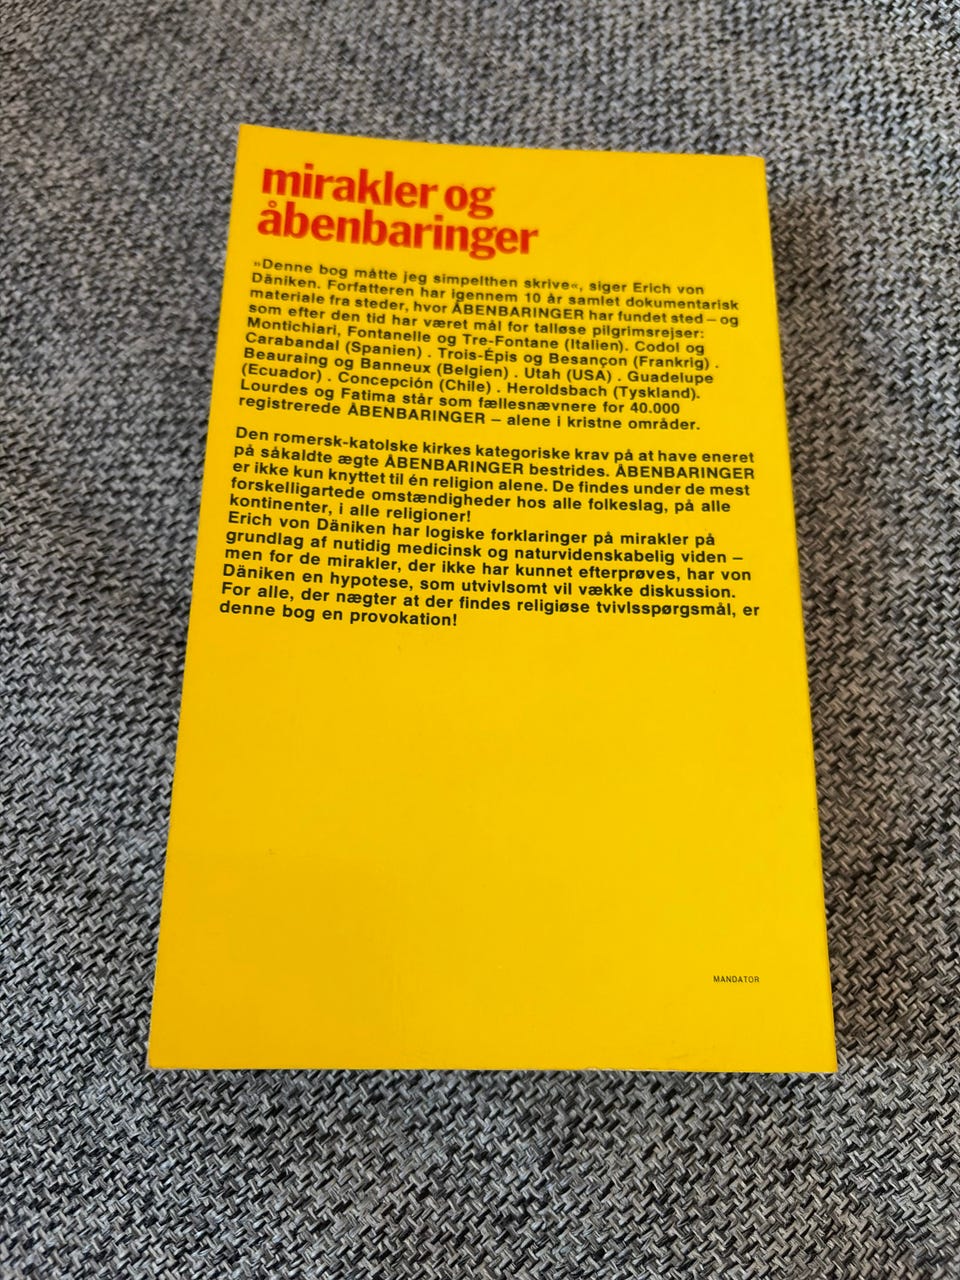 mirakler og
åbenbaringer
»Denne bog måtte jeg simpelthen skrive«, siger Erich von
Däniken. Forfatteren har igennem 10 år samlet dokumentarisk
materiale fra steder, hvor ÅBENBARINGER har fundet sted – og
som efter den tid har været mål for talløse pilgrimsrejser:
Montichiari, Fontanelle og Tre-Fontane (Italien). Codol og
Carabandal (Spanien) . Trois-Épis og Besançon (Frankrig) .
Beauraing og Banneux (Belgien) . Utah (USA) . Guadelupe
(Ecuador) . Concepción (Chile) . Heroldsbach (Tyskland).
Lourdes og Fatima står som fællesnævnere for 40.000
registrerede ÅBENBARINGER – alene i kristne områder.
Den romersk-katolske kirkes kategoriske krav på at have eneret
på såkaldte ægte ÅBENBARINGER bestrides. ÅBENBARINGER
er ikke kun knyttet til én religion alene. De findes under de mest
forskelligartede omstændigheder hos alle folkeslag, på alle
kontinenter, i alle religioner!
Erich von Däniken har logiske forklaringer på mirakler på
grundlag af nutidig medicinsk og naturvidenskabelig viden –
men for de mirakler, der ikke har kunnet efterprøves, har von
Däniken en hypotese, som utvivlsomt vil vække diskussion.
For alle, der nægter at der findes religiøse tvivlsspørgsmål, er
denne bog en provokation!
MANDATOR